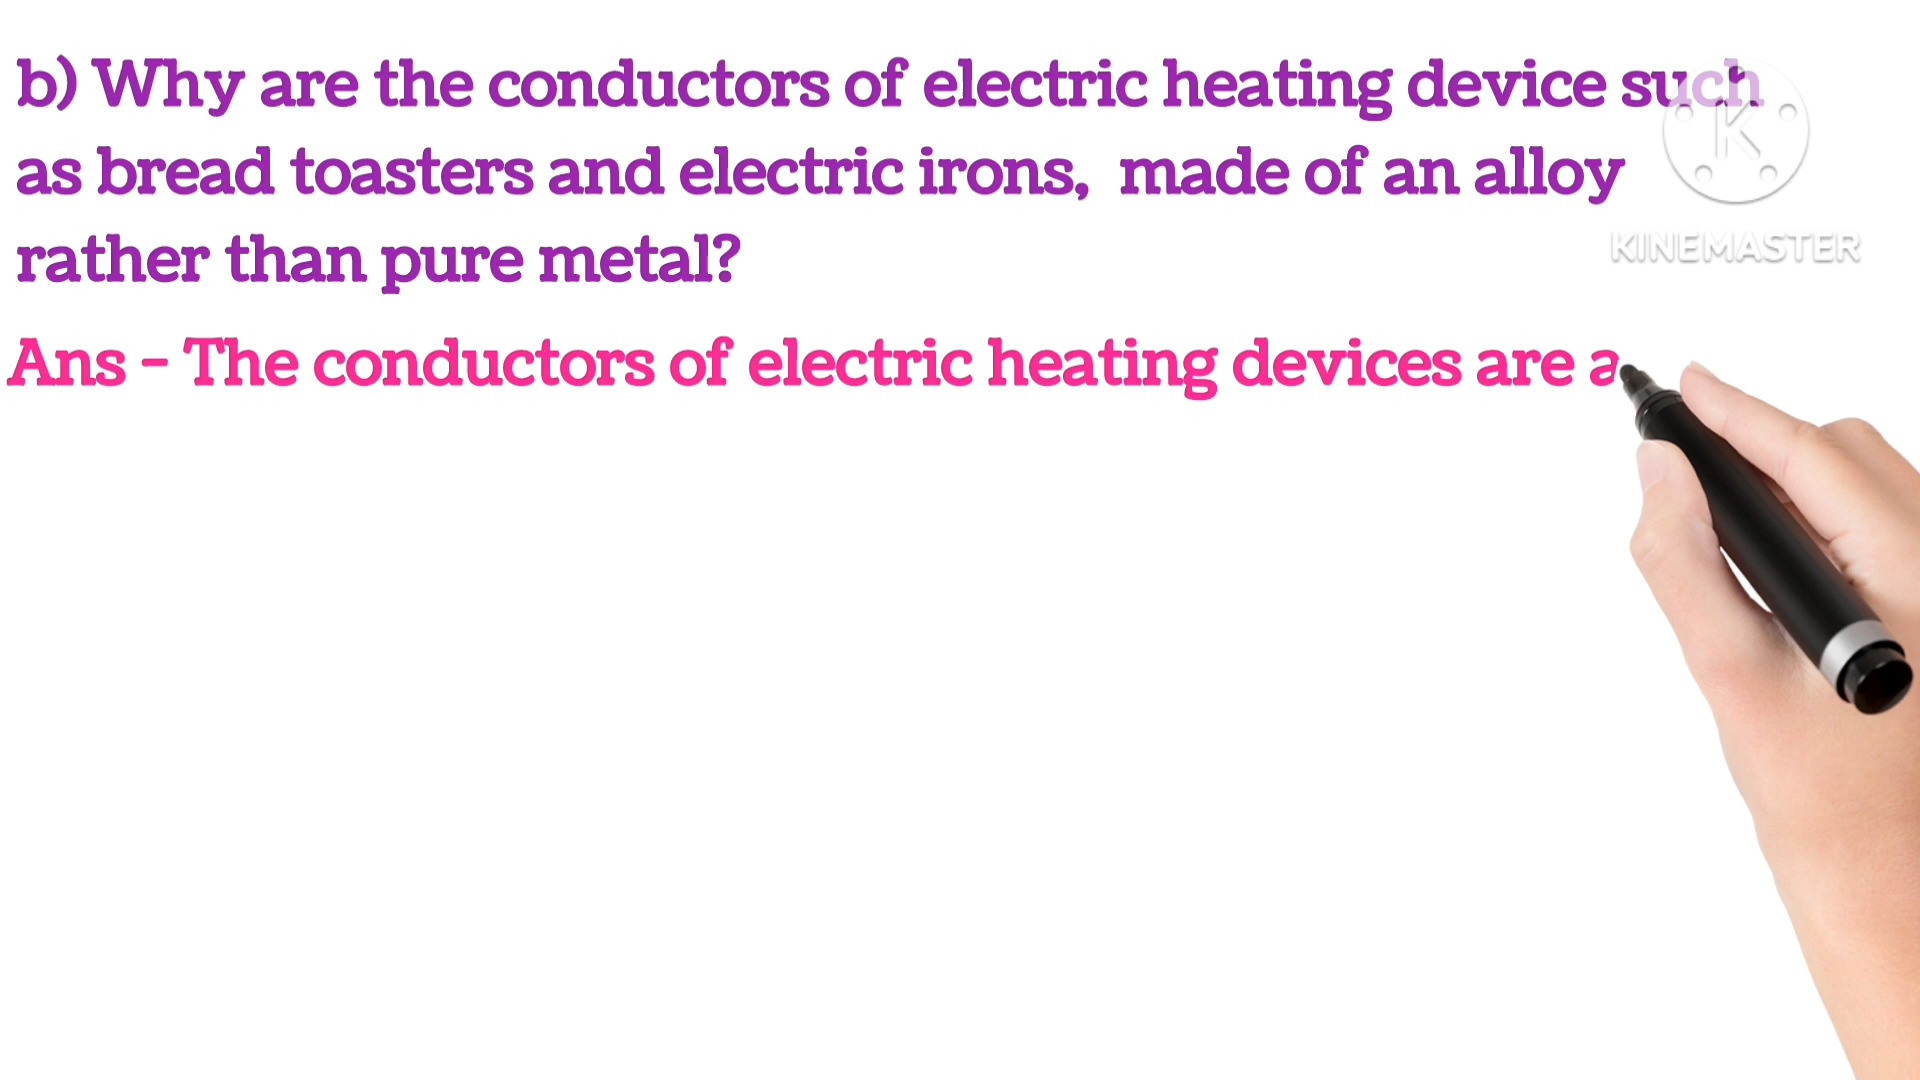 b) Why are the conductors of electric heating device such
as bread toasters and electric irons, made of an alloy
rather than pure metal?
KINEMASTER
Ans - The conductors of electric heating devices are a